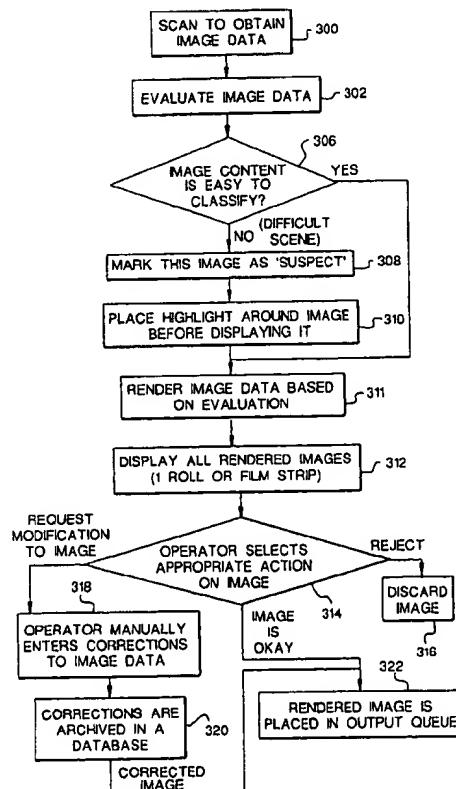 SCAN TO OBTAIN
IMAGE DATA
300
EVALUATE IMAGE DATA
302
306
IMAGE CONTENT
IS EASY TO
CLASSIFY?
YES
NO (DIFFICULT
SCENE)
MARK THIS IMAGE AS 'SUSPECT'
308
PLACE HIGHLIGHT AROUND IMAGE
BEFORE DISPLAYING IT
310
RENDER IMAGE DATA BASED
ON EVALUATION
311
DISPLAY ALL RENDERED IMAGES
(1 ROLL OR FILM STRIP)
312
REQUEST
MODIFICATION
TO IMAGE
OPERATOR SELECTS
APPROPRIATE ACTION
ON IMAGE
REJECT
314
DISCARD
IMAGE
316
318
IMAGE
IS
OKAY
OPERATOR MANUALLY
ENTERS CORRECTIONS
TO IMAGE DATA
322
RENDERED IMAGE IS
PLACED IN OUTPUT QUEUE
CORRECTIONS ARE
ARCHIVED IN A
DATABASE
320
CORRECTED
IMAGE